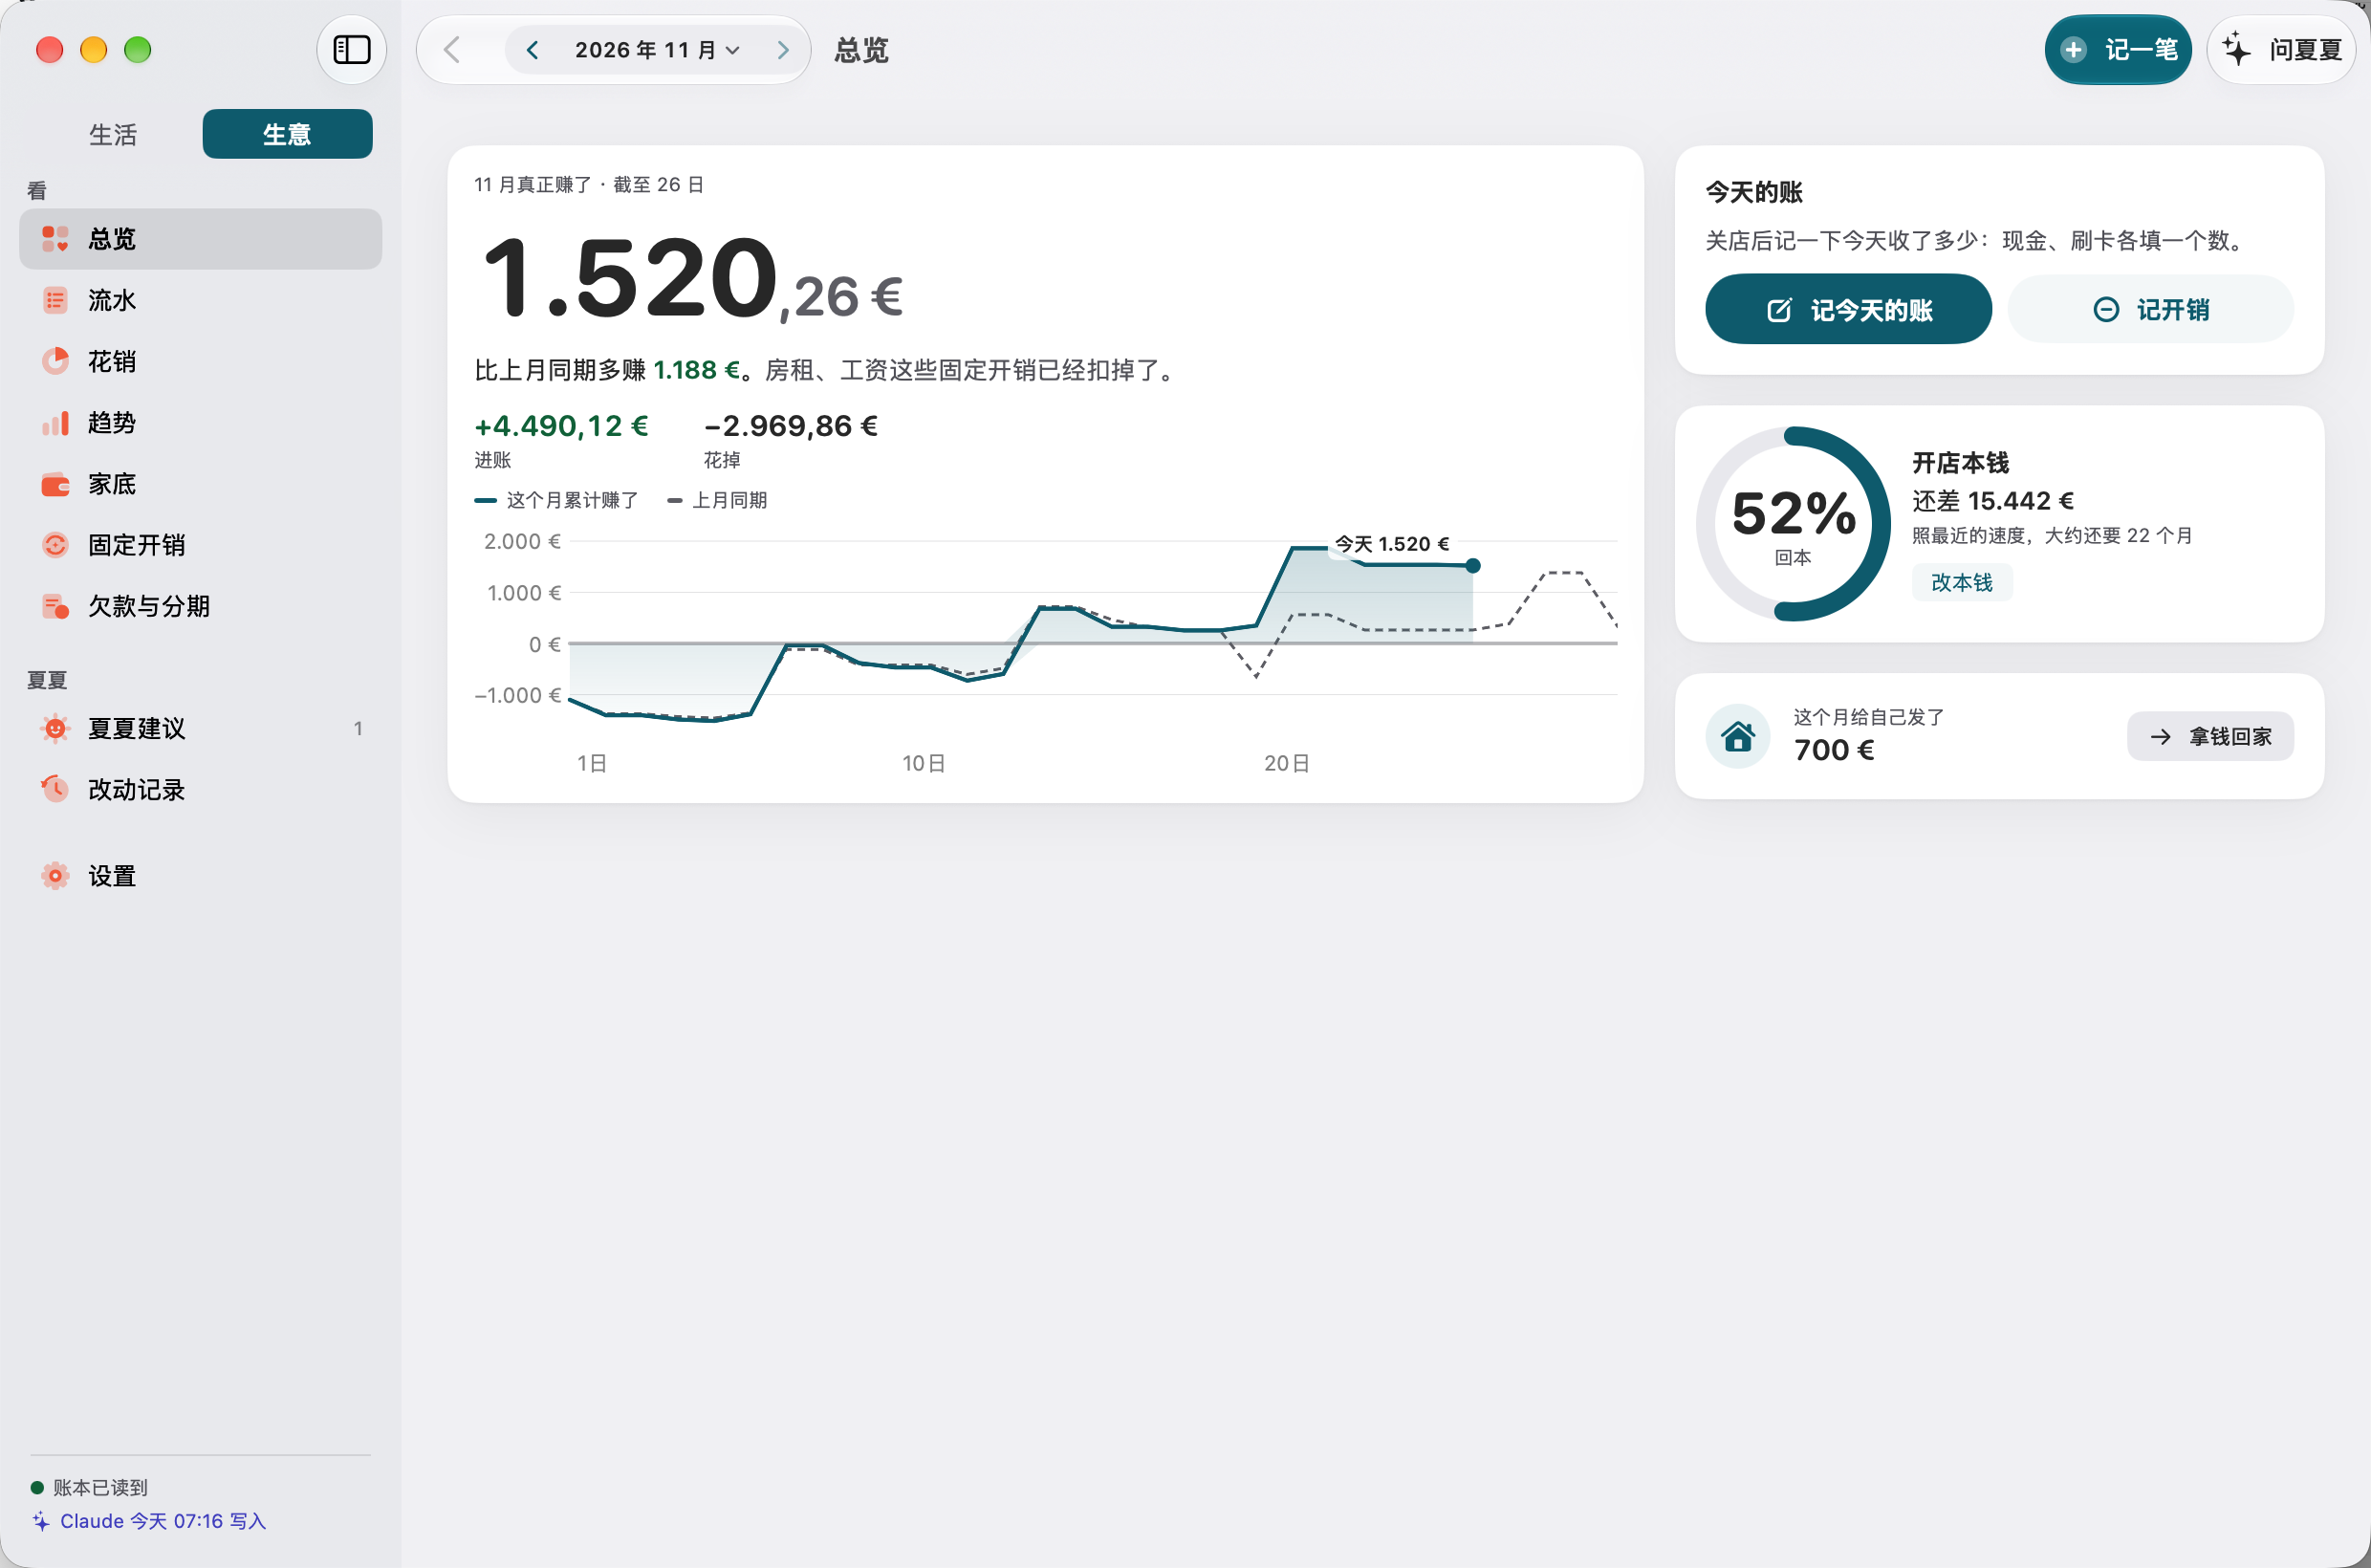 2026 年 11 月
总览
记一笔
问夏夏
生活
生意
看
总览
流水
花销
趋势
家底
固定开销
欠款与分期
夏夏
夏夏建议 1
改动记录
设置
账本已读到
Claude 今天 07:16 写入
11 月真正赚了 · 截至 26 日
1.520,26 €
比上月同期多赚 1.188 €。房租、工资这些固定开销已经扣掉了。
+4.490,12 € −2.969,86 €
进账 花掉
这个月累计赚了 上月同期
2.000 €
今天 1.520 €
1.000 €
0 €
−1.000 €
1日 10日 20日
今天的账
关店后记一下今天收了多少：现金、刷卡各填一个数。
记今天的账 记开销
52%
回本
开店本钱
还差 15.442 €
照最近的速度，大约还要 22 个月
改本钱
这个月给自己发了
700 €
拿钱回家